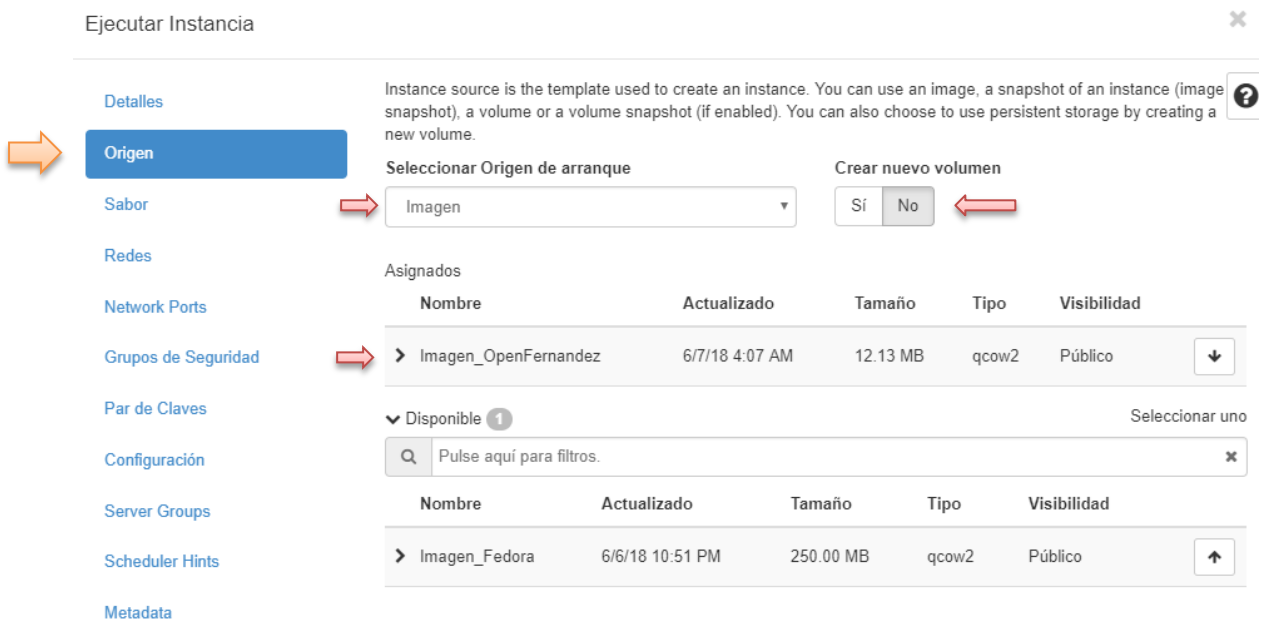 Ejecutar Instancia
Detalles
Origen
Sabor
Redes
Network Ports
Grupos de Seguridad
Par de Claves
Configuración
Server Groups
Scheduler Hints
Metadata
Instance source is the template used to create an instance. You can use an image, a snapshot of an instance (image
snapshot), a volume or a volume snapshot (if enabled). You can also choose to use persistent storage by creating a
new volume.
Seleccionar Origen de arranque Crear nuevo volumen
Imagen Sí No
Asignados
Nombre Actualizado Tamaño Tipo Visibilidad
Imagen_OpenFernandez 6/7/18 4:07 AM 12.13 MB qcow2 Público
Disponible 1 Seleccionar uno
Pulse aquí para filtros.
Nombre Actualizado Tamaño Tipo Visibilidad
Imagen_Fedora 6/6/18 10:51 PM 250.00 MB qcow2 Público